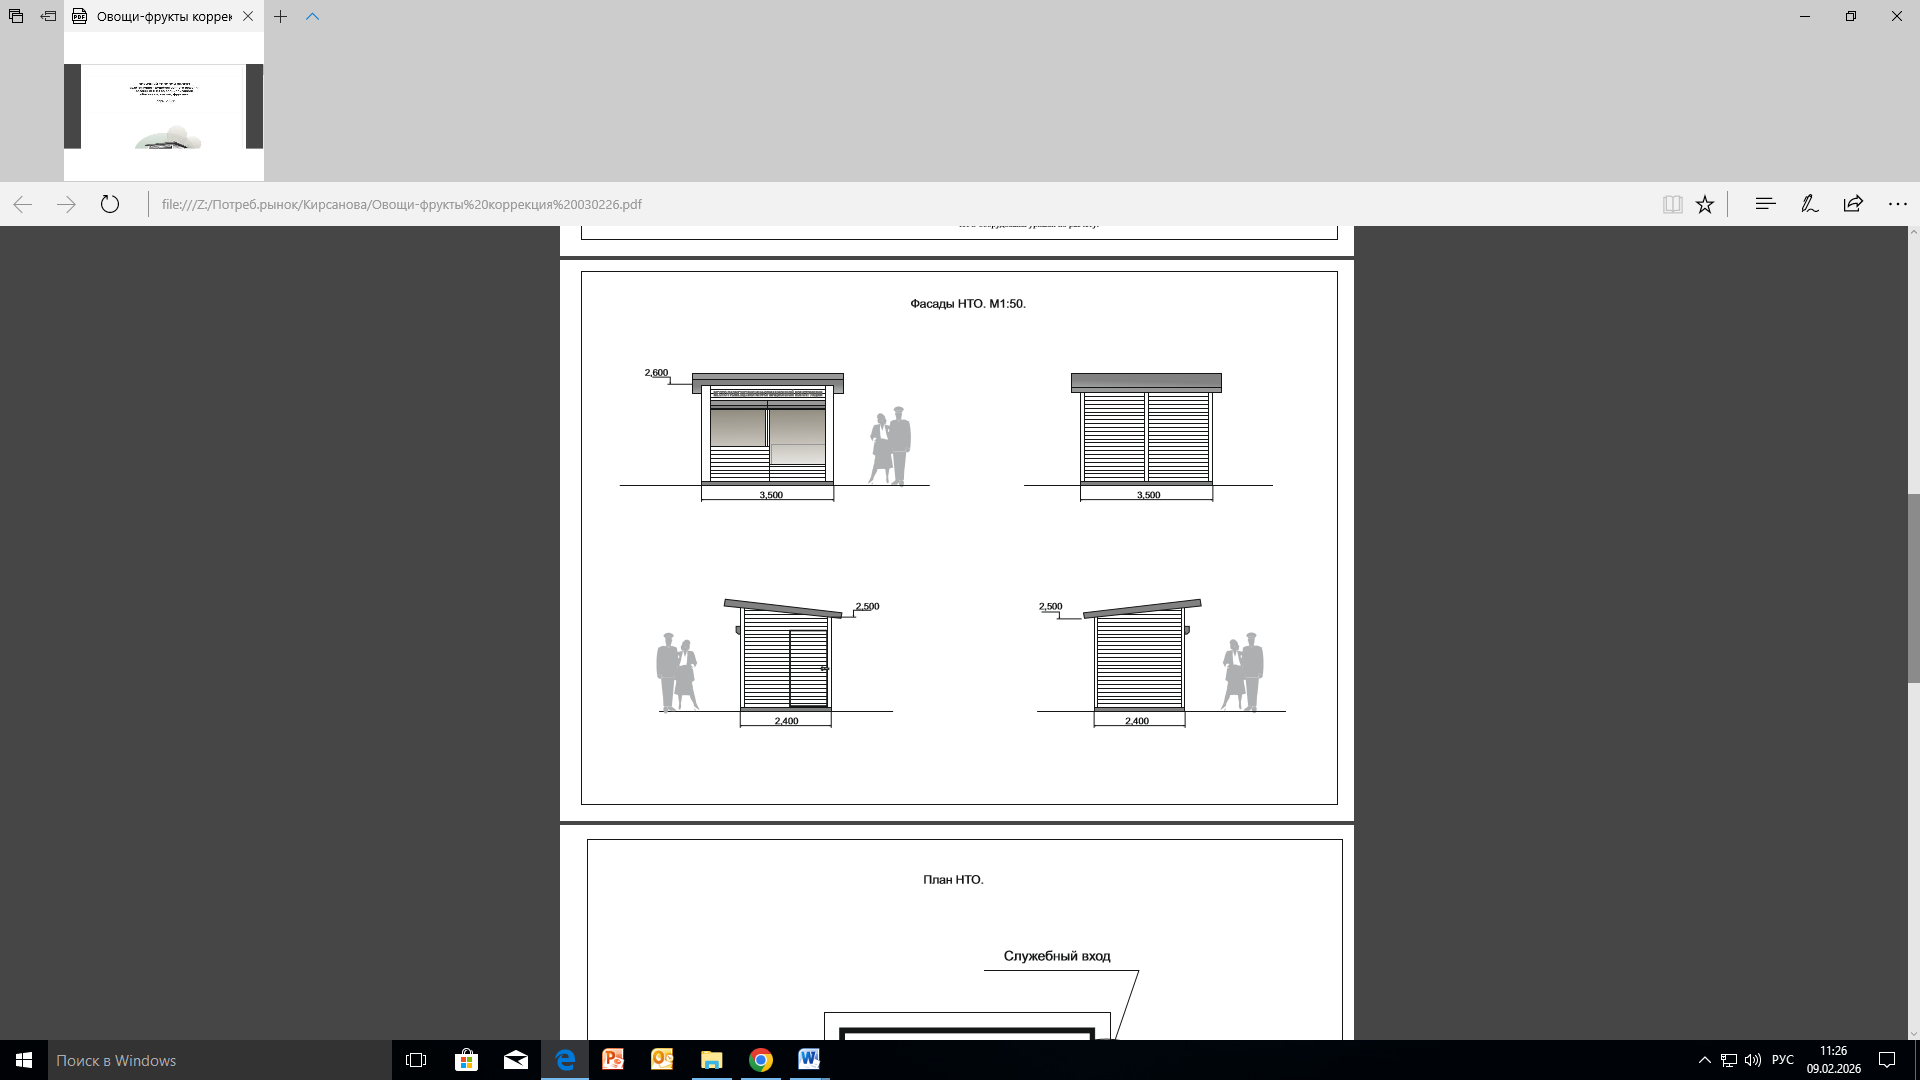 Овощи-фрукты коррек
file:///Z:/Потреб.рынок/Кирсанова/Овощи-фрукты%20коррекция%20030226.pdf
Фасады НТО. М1:50.
2,600
3,500
3,500
2,500
2,500
2,400
2,400
План НТО.
Служебный вход
Поиск в Windows
РУС
11:26
09.02.2026